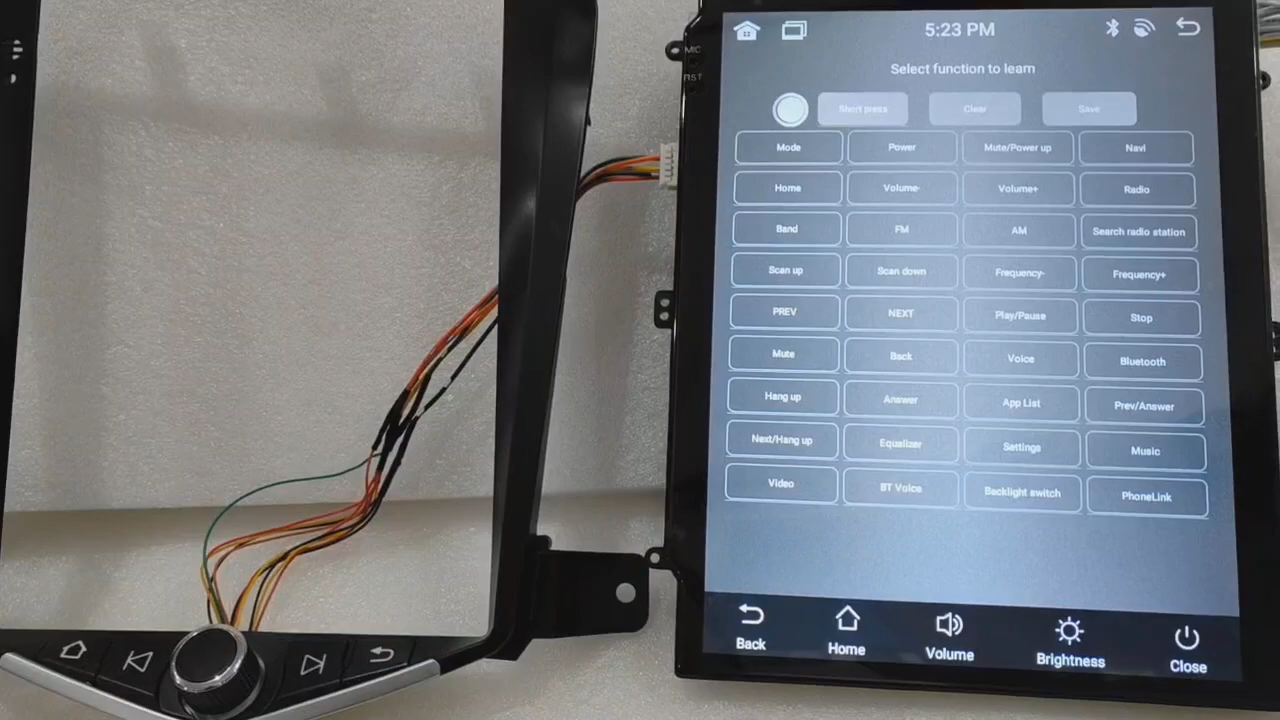 5:23 PM
MIC
RST
Select function to learn
Short press Clear Save
Mode Power Mute/Power up Navi
Home Volume- Volume+ Radio
Band FM AM Search radio station
Scan up Scan down Frequency- Frequency+
PREV NEXT Play/Pause Stop
Mute Back Voice Bluetooth
Hang up Answer App List Prev/Answer
Next/Hang up Equalizer Settings Music
Video BT Voice Backlight switch PhoneLink
Back Home Volume Brightness Close